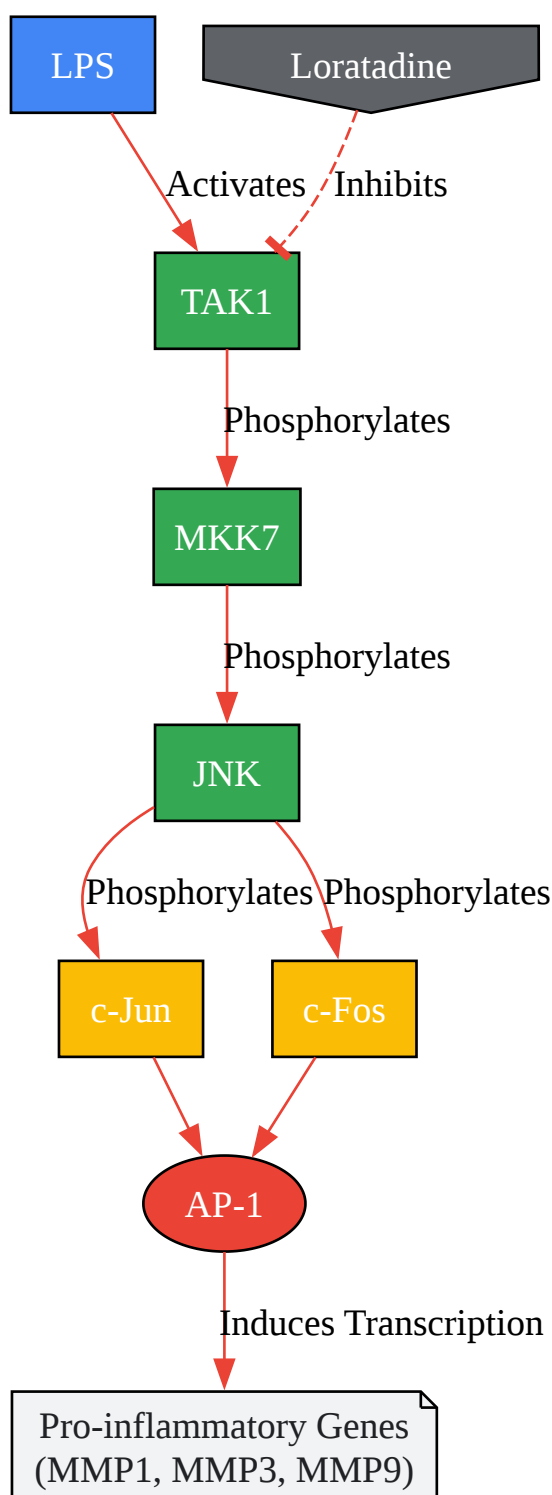 LPS
Loratadine
Activates
Inhibits
TAK1
Phosphorylates
MKK7
Phosphorylates
JNK
Phosphorylates
Phosphorylates
c-Jun
c-Fos
AP-1
Induces Transcription
Pro-inflammatory Genes
(MMP1, MMP3, MMP9)